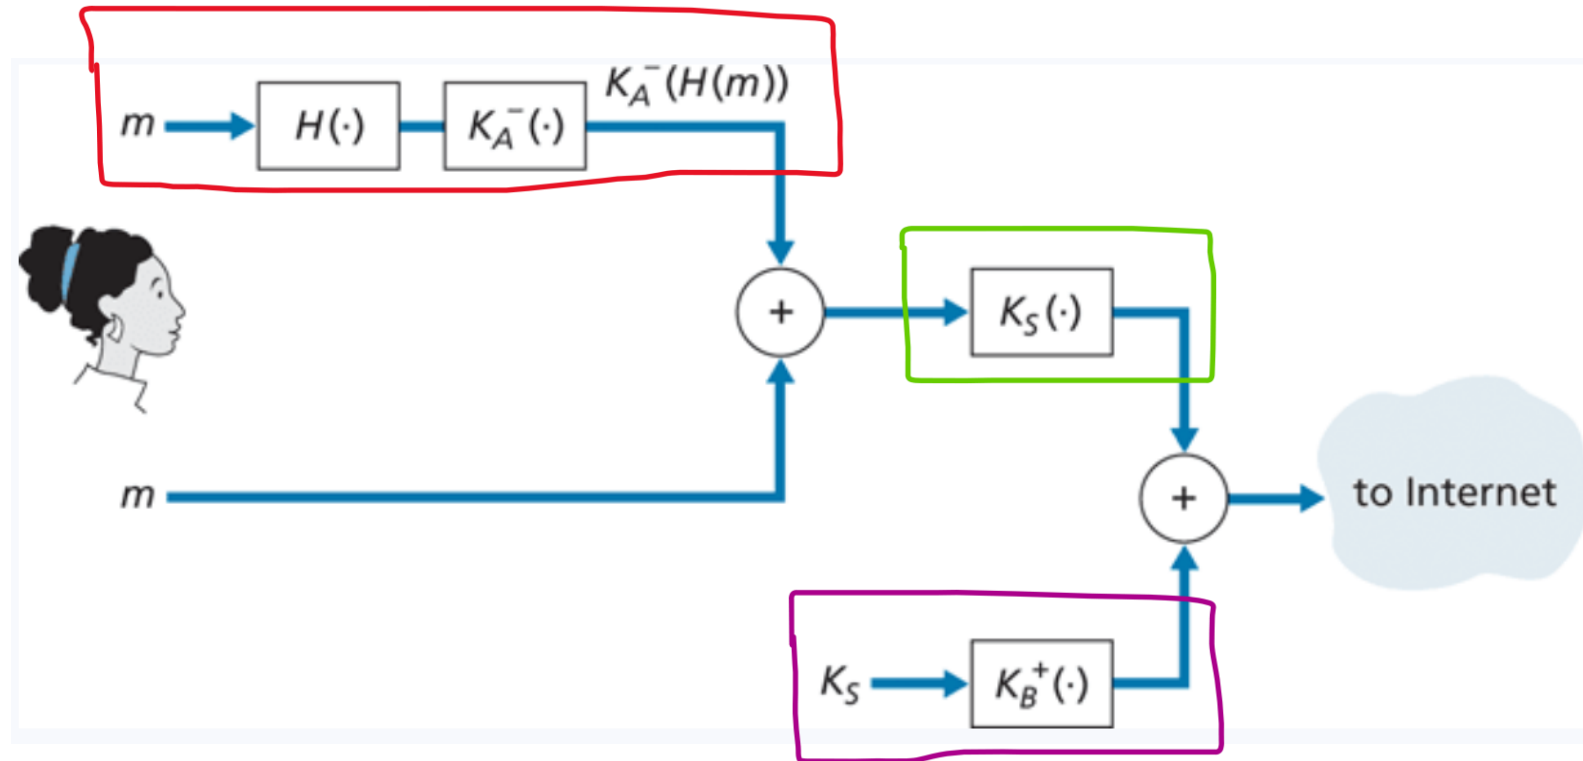 K_A^-(H(m))
m H(·) K_A^-(·)
+ K_S(·)
m + to Internet
K_S K_B^+(·)